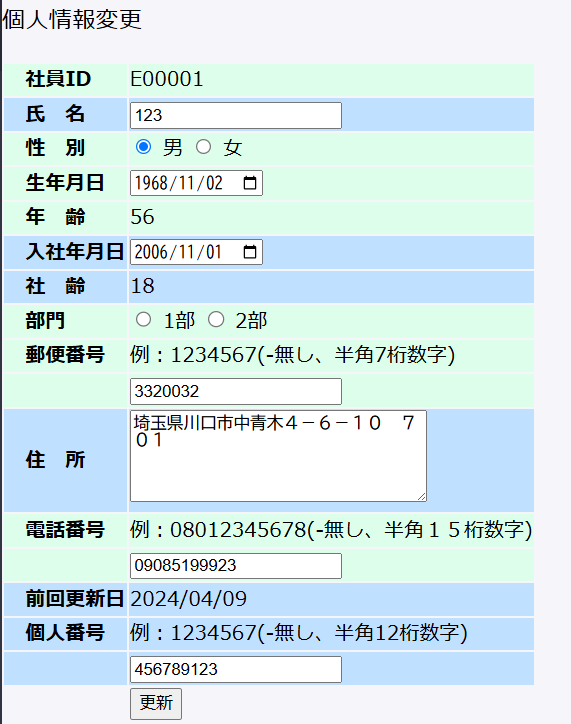 個人情報変更
社員ID E00001
氏　名 123
性　別 男 女
生年月日 1968/11/02
年　齢 56
入社年月日 2006/11/01
社　齢 18
部門 1部 2部
郵便番号 例：1234567(-無し、半角7桁数字)
3320032
住　所 埼玉県川口市中青木４－６－１０　７
０１
電話番号 例：08012345678(-無し、半角１５桁数字)
09085199923
前回更新日 2024/04/09
個人番号 例：1234567(-無し、半角12桁数字)
456789123
更新